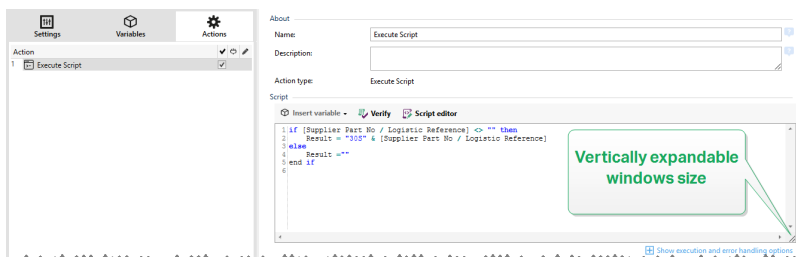 Settings
Variables
Actions
Action
1 Execute Script
About
Name: Execute Script
Description:
Action type: Execute Script
Script
Insert variable
Verify
Script editor
1 if [Supplier Part No / Logistic Reference] <> "" then
2 Result = "30S" & [Supplier Part No / Logistic Reference]
3 else
4 Result =""
5 end if
6
Vertically expandable
windows size
Show execution and error handling options